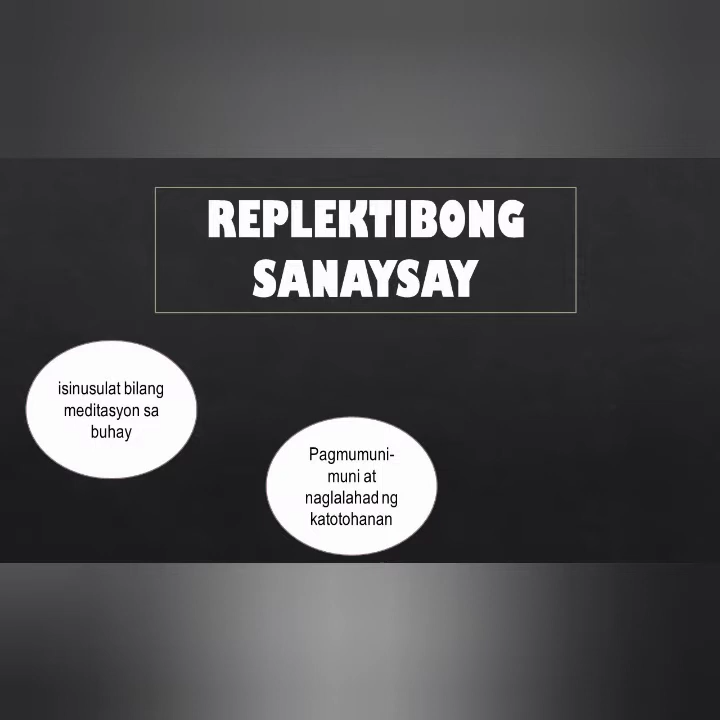 REPLEKTIBONG
SANAYSAY
isinusulat bilang
meditasyon sa
buhay
Pagmumuni-
muni at
naglalahad ng
katotohanan